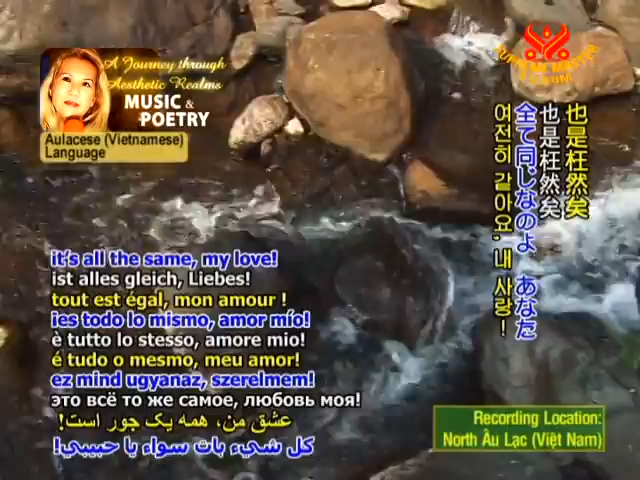 A Journey through
Aesthetic Realms
MUSIC &
POETRY
Aulacese (Vietnamese)
Language
SUPREME MASTER
也是枉然矣
也是枉然矣
全て同じなのよ あなた
여전히 같아요, 내 사랑!
it's all the same, my love!
ist alles gleich, Liebes!
tout est égal, mon amour !
¡es todo lo mismo, amor mío!
è tutto lo stesso, amore mio!
é tudo o mesmo, meu amor!
ez mind ugyanaz, szerelmem!
это всё то же самое, любовь моя!
عشق من، همه یک جور است!
كل شيء بات سواء يا حبيبي!
Recording Location:
North Âu Lạc (Việt Nam)